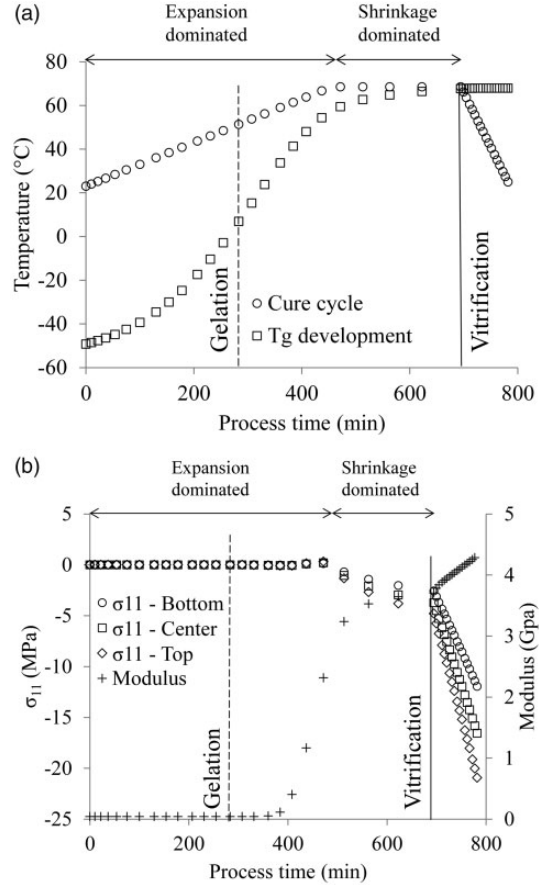 (a)
Expansion
dominated
Shrinkage
dominated
80
60
40
20
0
-20
-40
-60
Temperature (°C)
Gelation
Vitrification
Cure cycle
Tg development
0 200 400 600 800
Process time (min)
(b)
Expansion
dominated
Shrinkage
dominated
5
0
-5
-10
-15
-20
-25
σ11 (MPa)
σ11 - Bottom
σ11 - Center
σ11 - Top
Modulus
Gelation
Vitrification
5
4
3
2
1
0
Modulus (Gpa)
0 200 400 600 800
Process time (min)